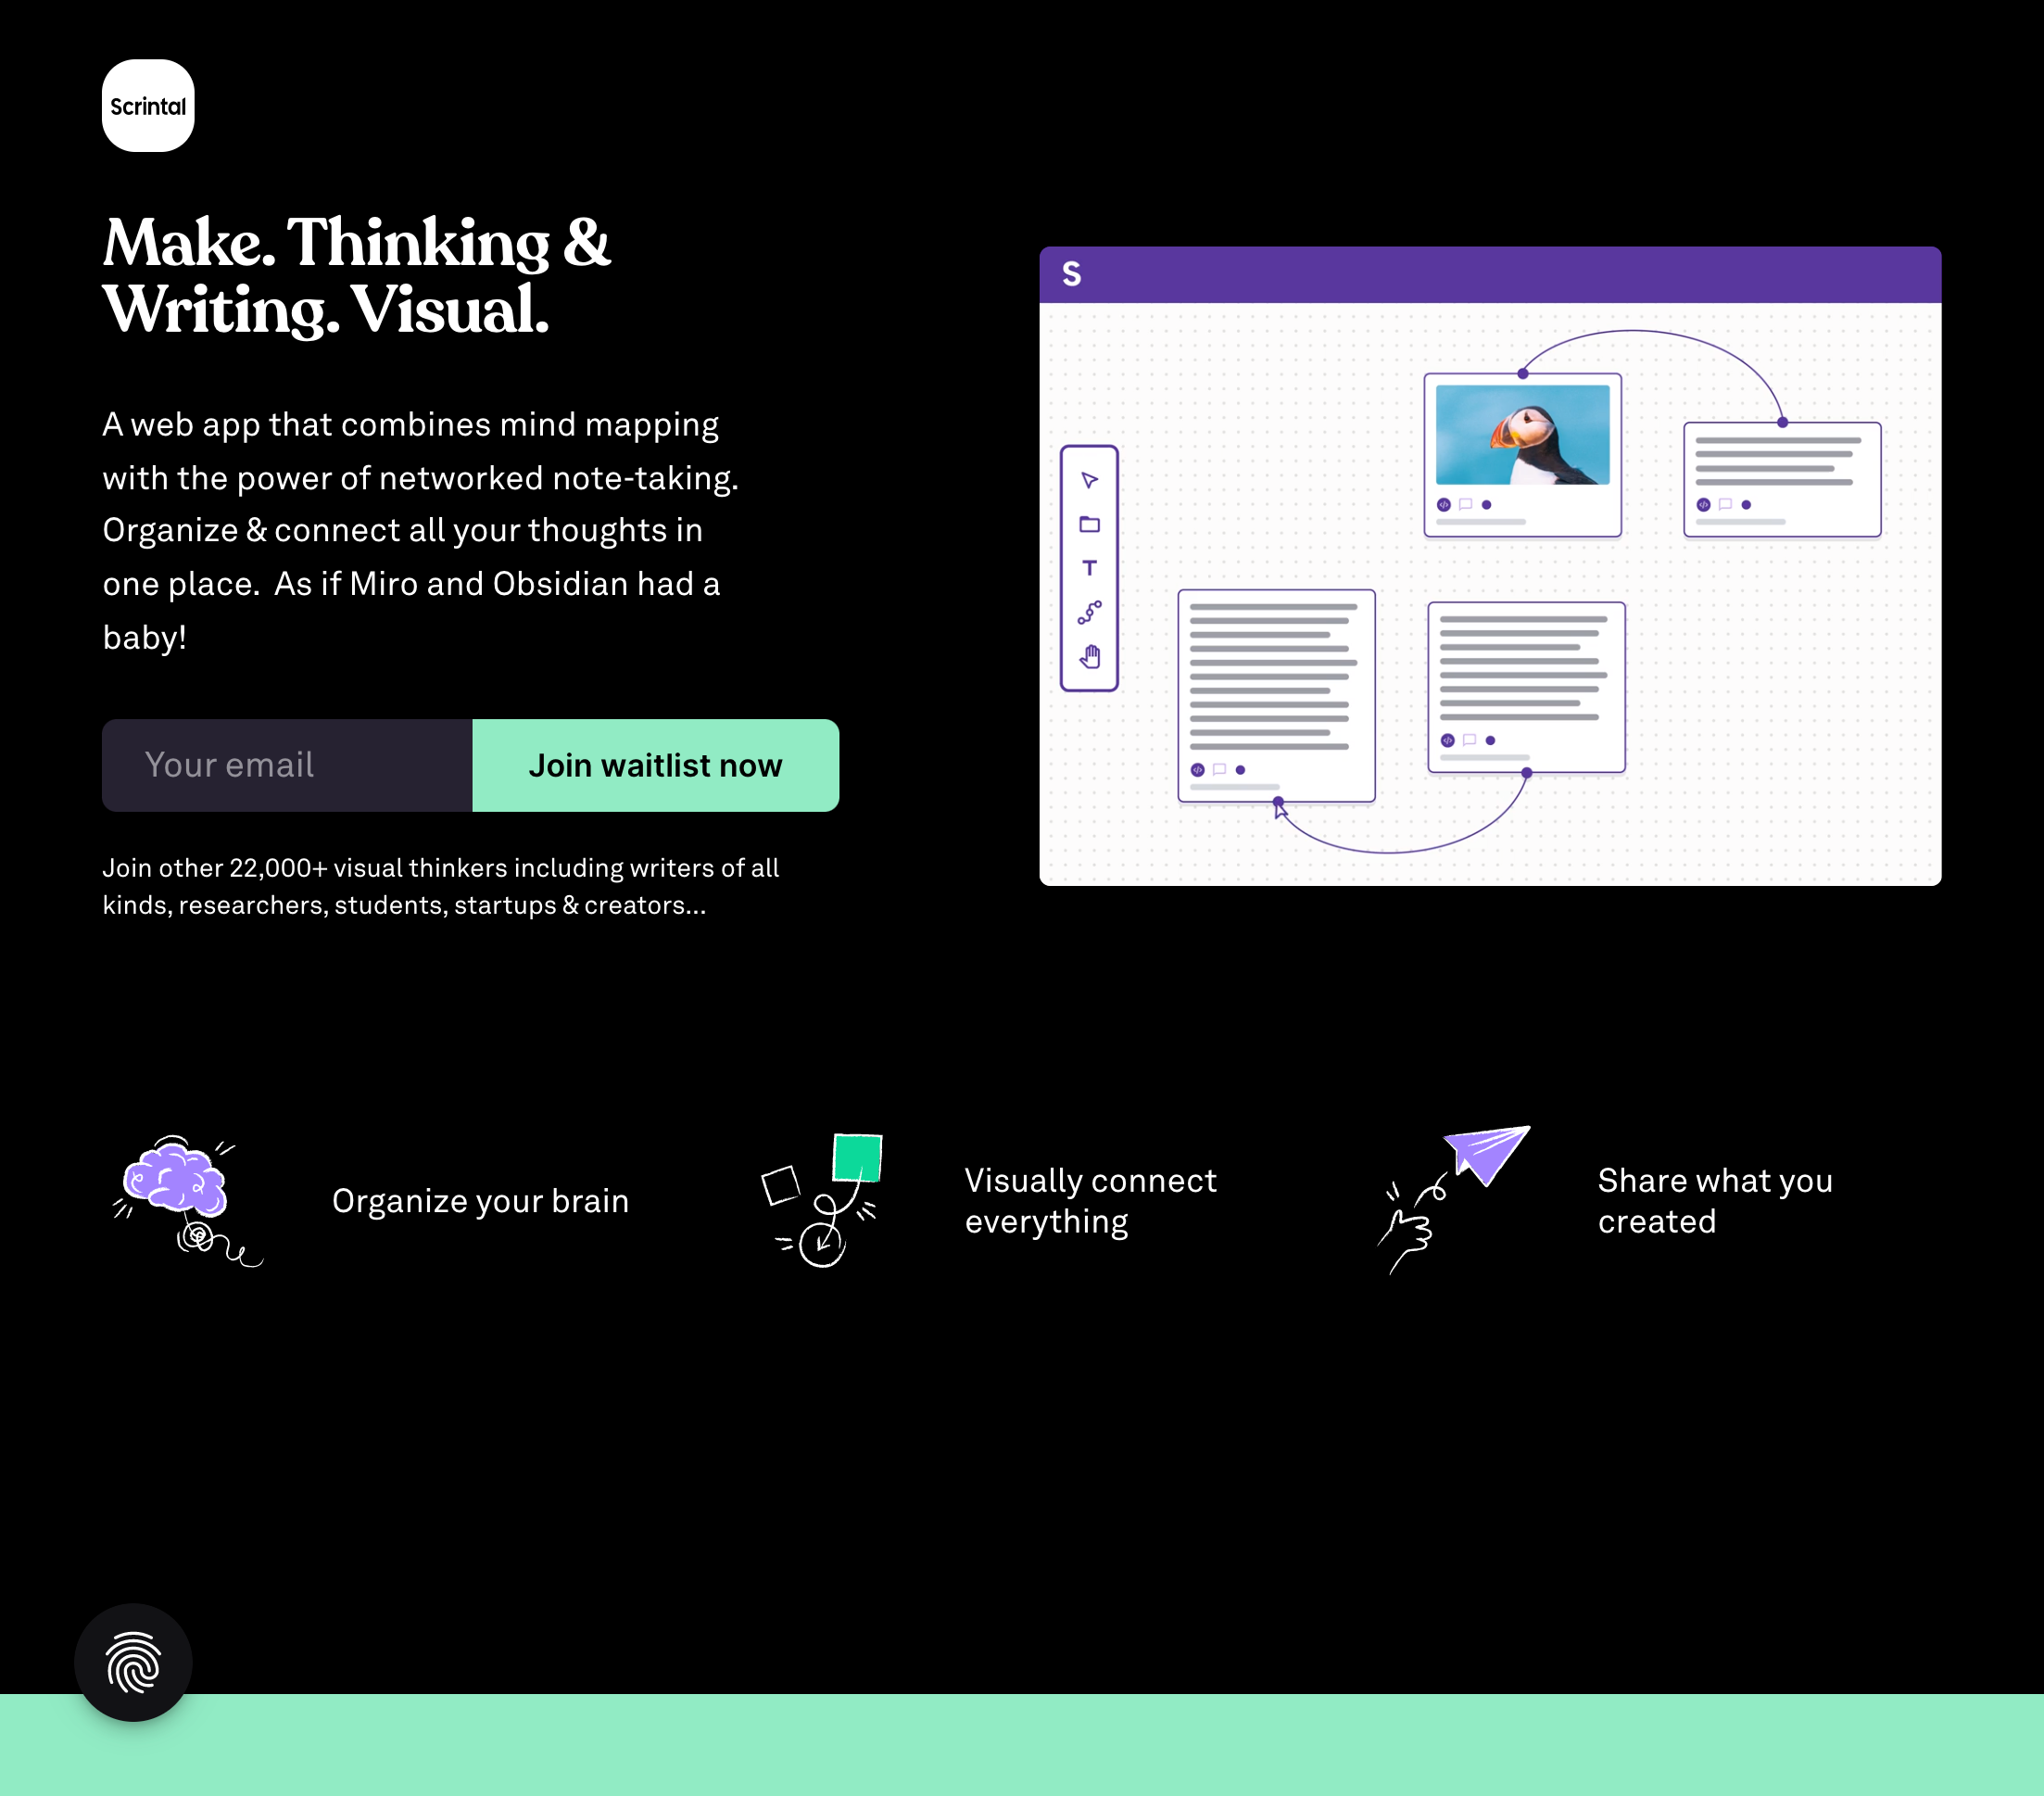 Scrintal
Make. Thinking &
Writing. Visual.
A web app that combines mind mapping
with the power of networked note-taking.
Organize & connect all your thoughts in
one place. As if Miro and Obsidian had a
baby!
Your email
Join waitlist now
Join other 22,000+ visual thinkers including writers of all
kinds, researchers, students, startups & creators...
S
T
Organize your brain
Visually connect
everything
Share what you
created